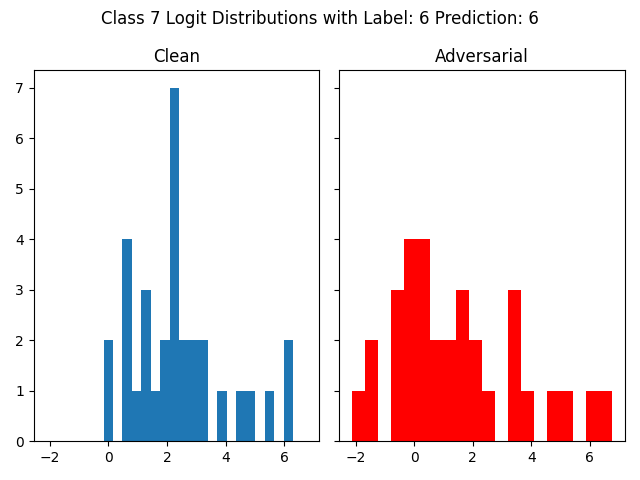 Class 7 Logit Distributions with Label: 6 Prediction: 6
Clean
Adversarial
7
6
5
4
3
2
1
0
−2 0 2 4 6
−2 0 2 4 6